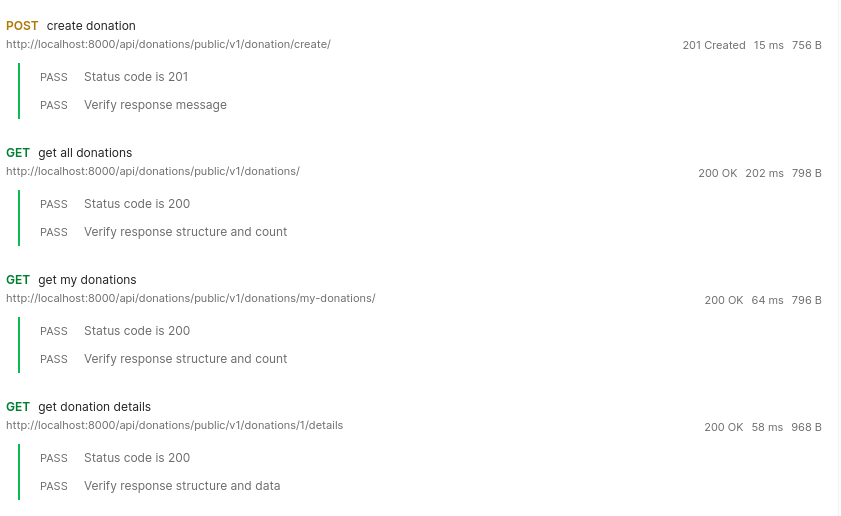 POST create donation
http://localhost:8000/api/donations/public/v1/donation/create/ 201 Created 15 ms 756 B
PASS Status code is 201
PASS Verify response message
GET get all donations
http://localhost:8000/api/donations/public/v1/donations/ 200 OK 202 ms 798 B
PASS Status code is 200
PASS Verify response structure and count
GET get my donations
http://localhost:8000/api/donations/public/v1/donations/my-donations/ 200 OK 64 ms 796 B
PASS Status code is 200
PASS Verify response structure and count
GET get donation details
http://localhost:8000/api/donations/public/v1/donations/1/details 200 OK 58 ms 968 B
PASS Status code is 200
PASS Verify response structure and data